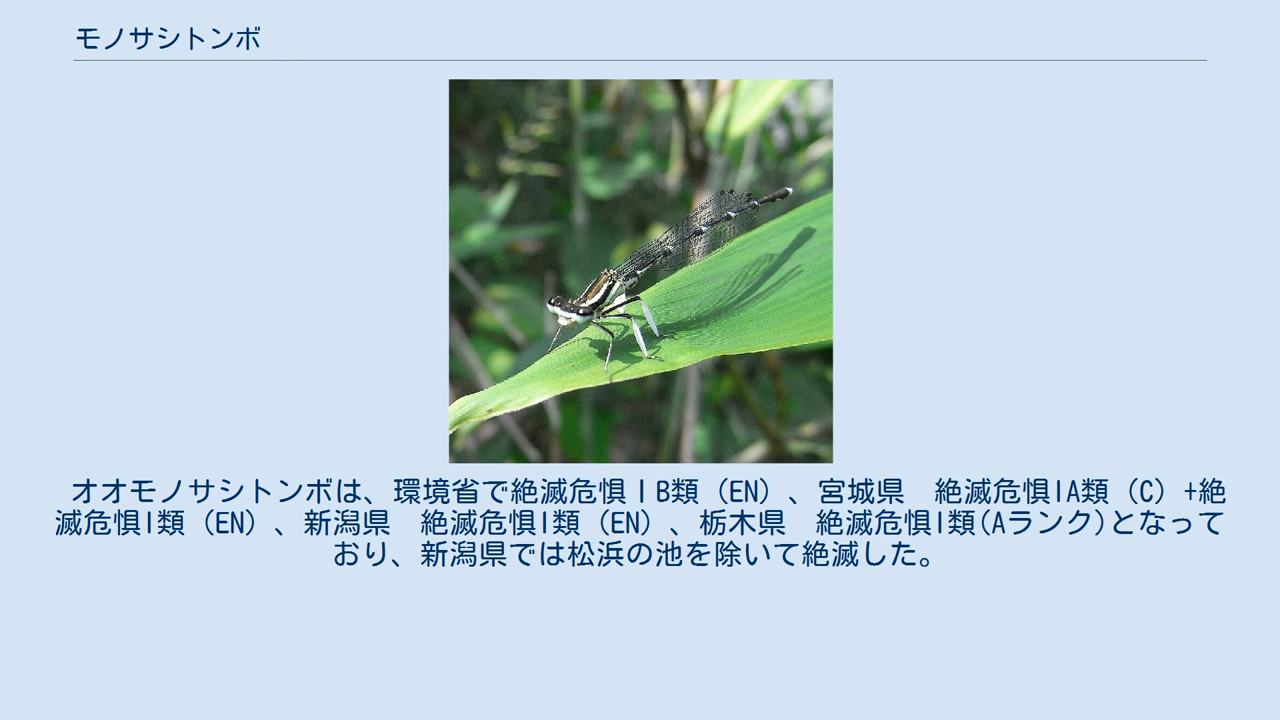 モノサシトンボ
オオモノサシトンボは、環境省で絶滅危惧ⅠB類（EN）、宮城県　絶滅危惧IA類（C）+絶
滅危惧I類（EN）、新潟県　絶滅危惧I類（EN）、栃木県　絶滅危惧I類(Aランク)となって
おり、新潟県では松浜の池を除いて絶滅した。